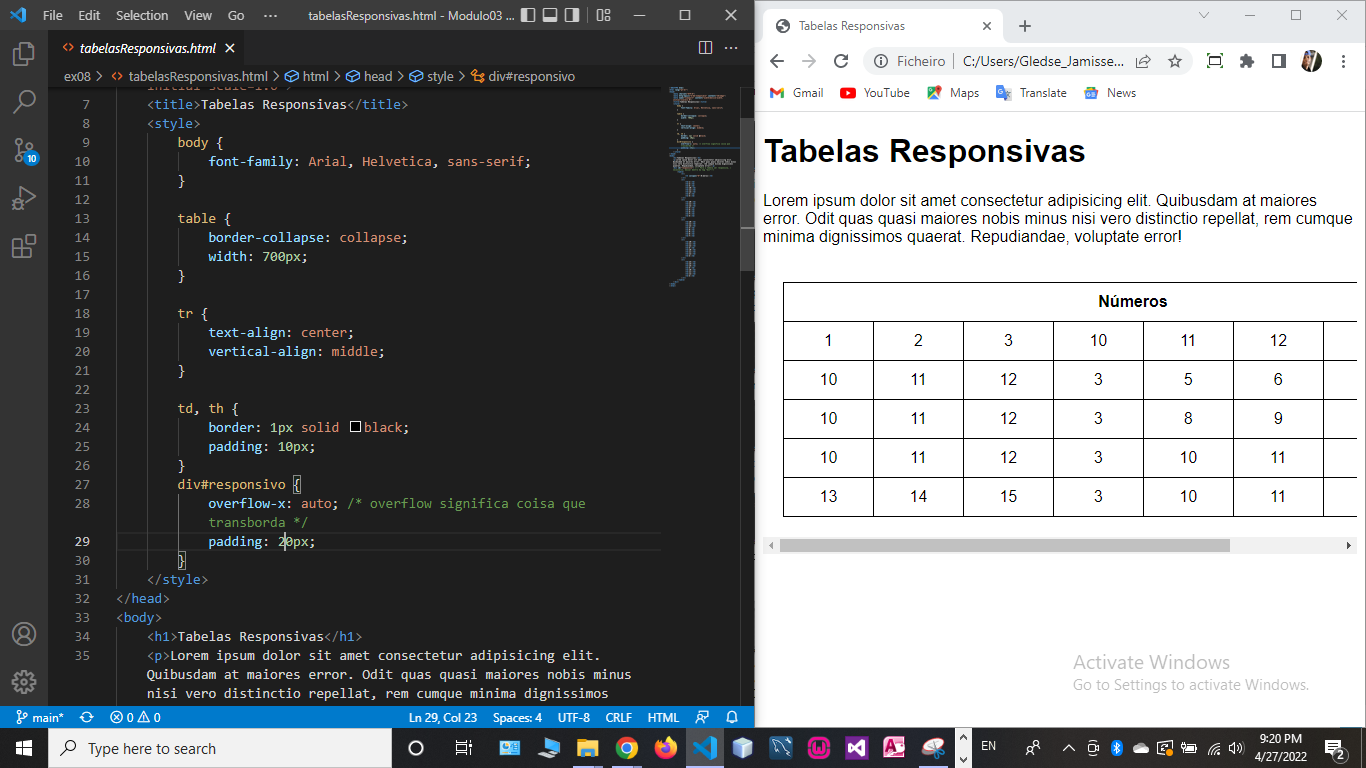 File Edit Selection View Go ··· tabelasResponsivas.html - Modulo03 ...
tabelasResponsivas.html
ex08 > tabelasResponsivas.html > html > head > style > div#responsivo
initial-scale=1.0">
7 <title>Tabelas Responsivas</title>
8 <style>
9 body {
10 font-family: Arial, Helvetica, sans-serif;
11 }
12
13 table {
14 border-collapse: collapse;
15 width: 700px;
16 }
17
18 tr {
19 text-align: center;
20 vertical-align: middle;
21 }
22
23 td, th {
24 border: 1px solid black;
25 padding: 10px;
26 }
27 div#responsivo {
28 overflow-x: auto; /* overflow significa coisa que
transborda */
29 padding: 20px;
30 }
31 </style>
32 </head>
33 <body>
34 <h1>Tabelas Responsivas</h1>
35 <p>Lorem ipsum dolor sit amet consectetur adipisicing elit.
Quibusdam at maiores error. Odit quas quasi maiores nobis minus
nisi vero distinctio repellat, rem cumque minima dignissimos
10
main* 0 0 Ln 29, Col 23 Spaces: 4 UTF-8 CRLF HTML
Tabelas Responsivas
Ficheiro | C:/Users/Gledse_Jamisse...
Gmail YouTube Maps Translate News
Tabelas Responsivas
Lorem ipsum dolor sit amet consectetur adipisicing elit. Quibusdam at maiores
error. Odit quas quasi maiores nobis minus nisi vero distinctio repellat, rem cumque
minima dignissimos quaerat. Repudiandae, voluptate error!
Números
1 2 3 10 11 12
10 11 12 3 5 6
10 11 12 3 8 9
10 11 12 3 10 11
13 14 15 3 10 11
Activate Windows
Go to Settings to activate Windows.
Type here to search
EN
9:20 PM
4/27/2022
2